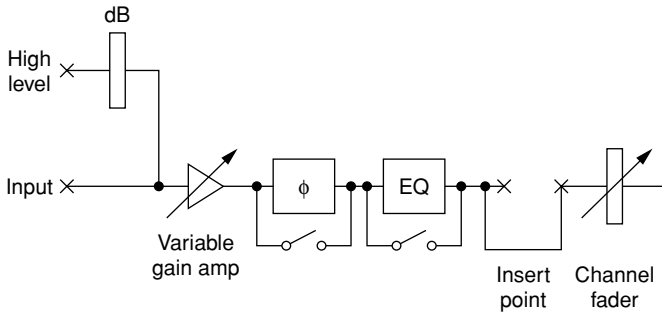 dB
High
level
Input
ϕ
EQ
Variable
gain amp
Insert
point
Channel
fader